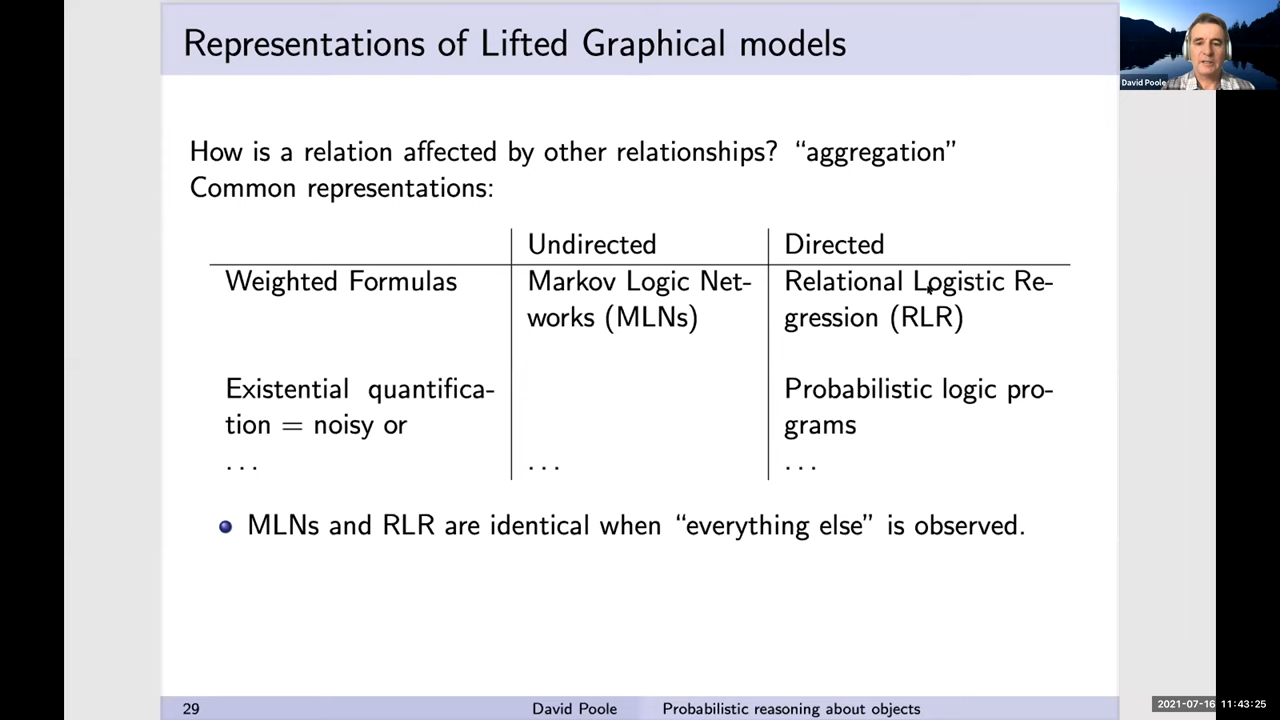 Representations of Lifted Graphical models
David Poole
How is a relation affected by other relationships? “aggregation”
Common representations:
Undirected Directed
Weighted Formulas Markov Logic Net- Relational Logistic Re-
works (MLNs) gression (RLR)
Existential quantifica- Probabilistic logic pro-
tion = noisy or grams
. . . . . . . . .
MLNs and RLR are identical when “everything else” is observed.
29 David Poole Probabilistic reasoning about objects
2021-07-16 11:43:25